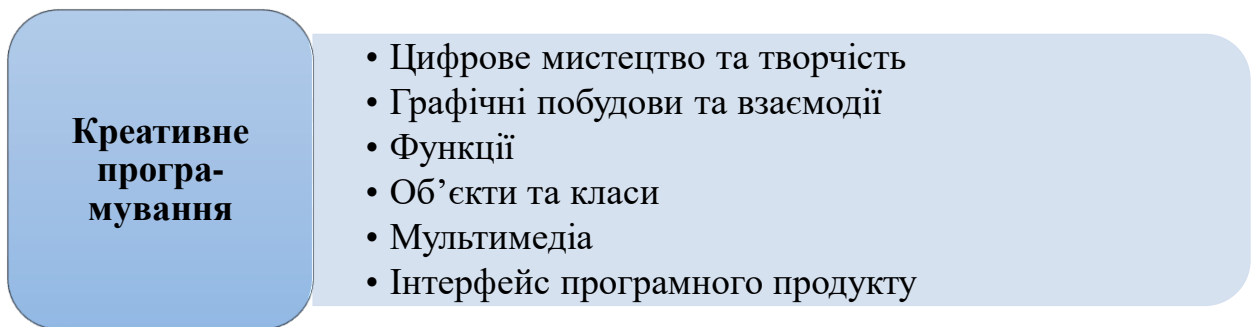 Креативне
програ-
мування
• Цифрове мистецтво та творчість
• Графічні побудови та взаємодії
• Функції
• Об’єкти та класи
• Мультимедіа
• Інтерфейс програмного продукту